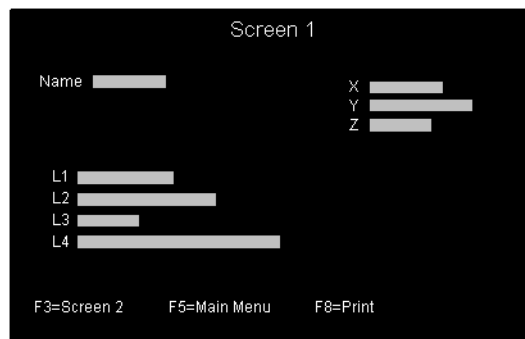 Screen 1
Name
X
Y
Z
L1
L2
L3
L4
F3=Screen 2 F5=Main Menu F8=Print